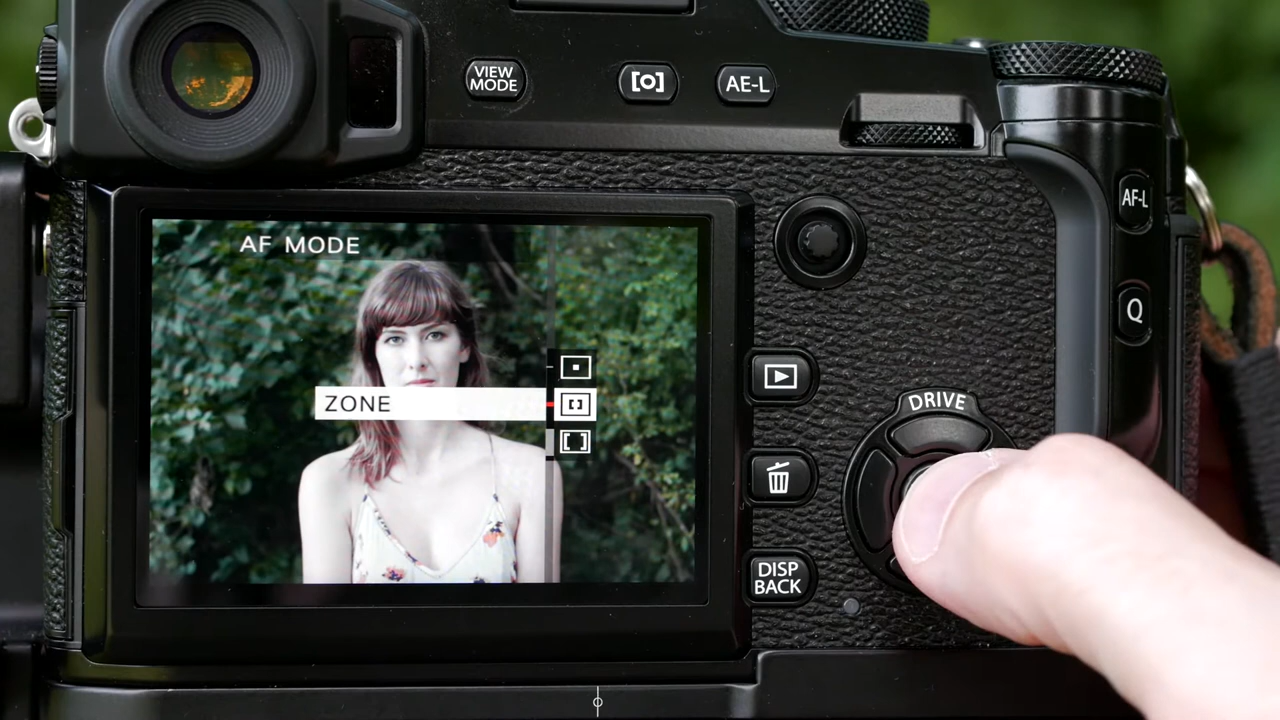 VIEW
MODE
AE-L
AF-L
AF MODE
Q
ZONE
DRIVE
DISP
BACK